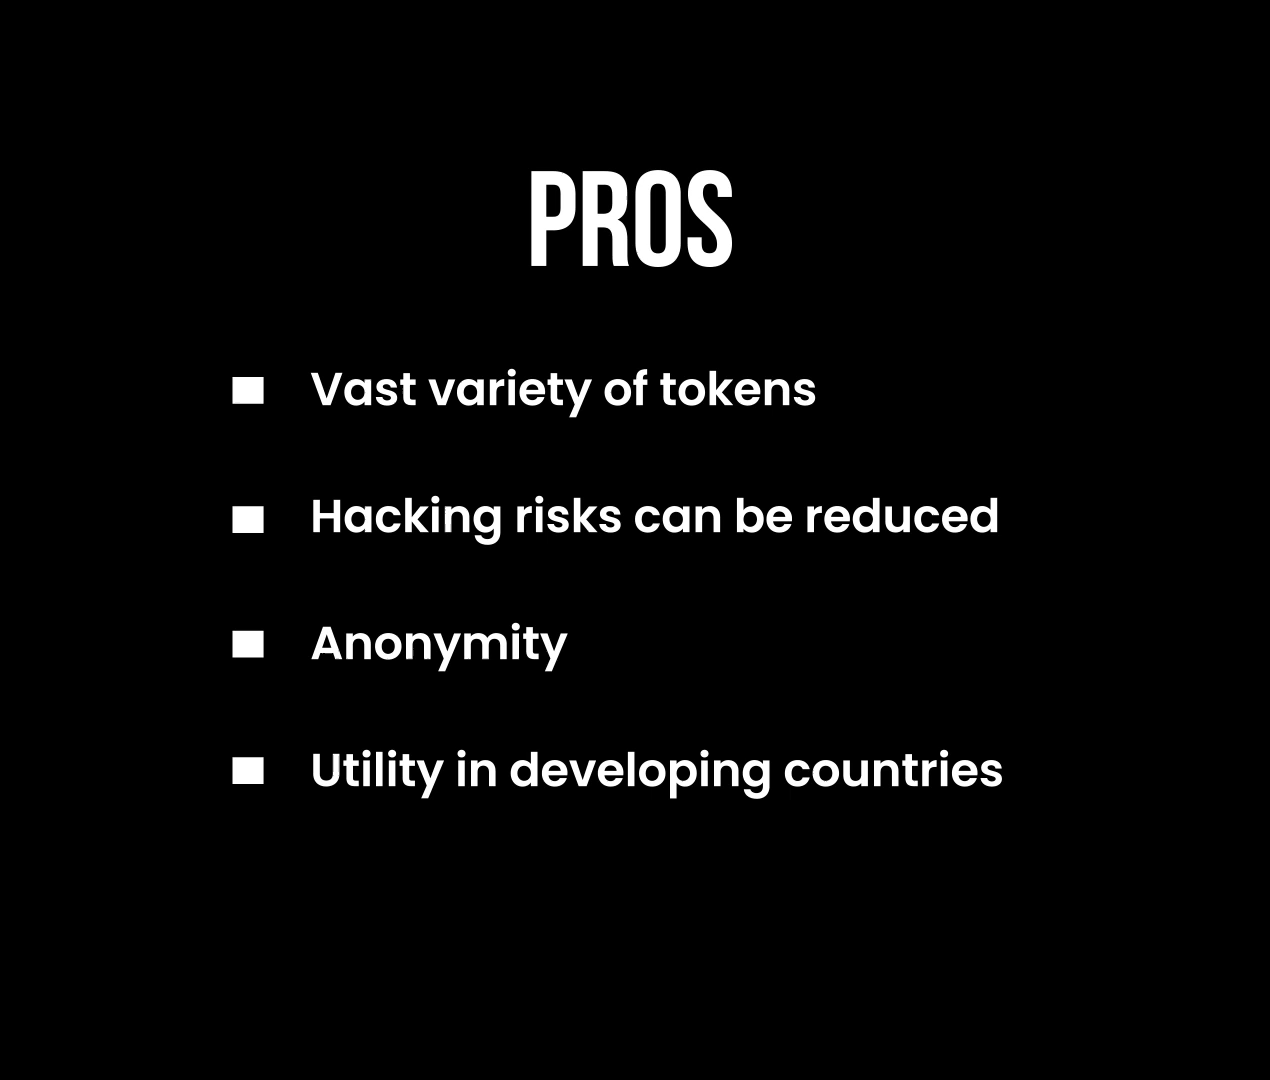 PROS
Vast variety of tokens
Hacking risks can be reduced
Anonymity
Utility in developing countries